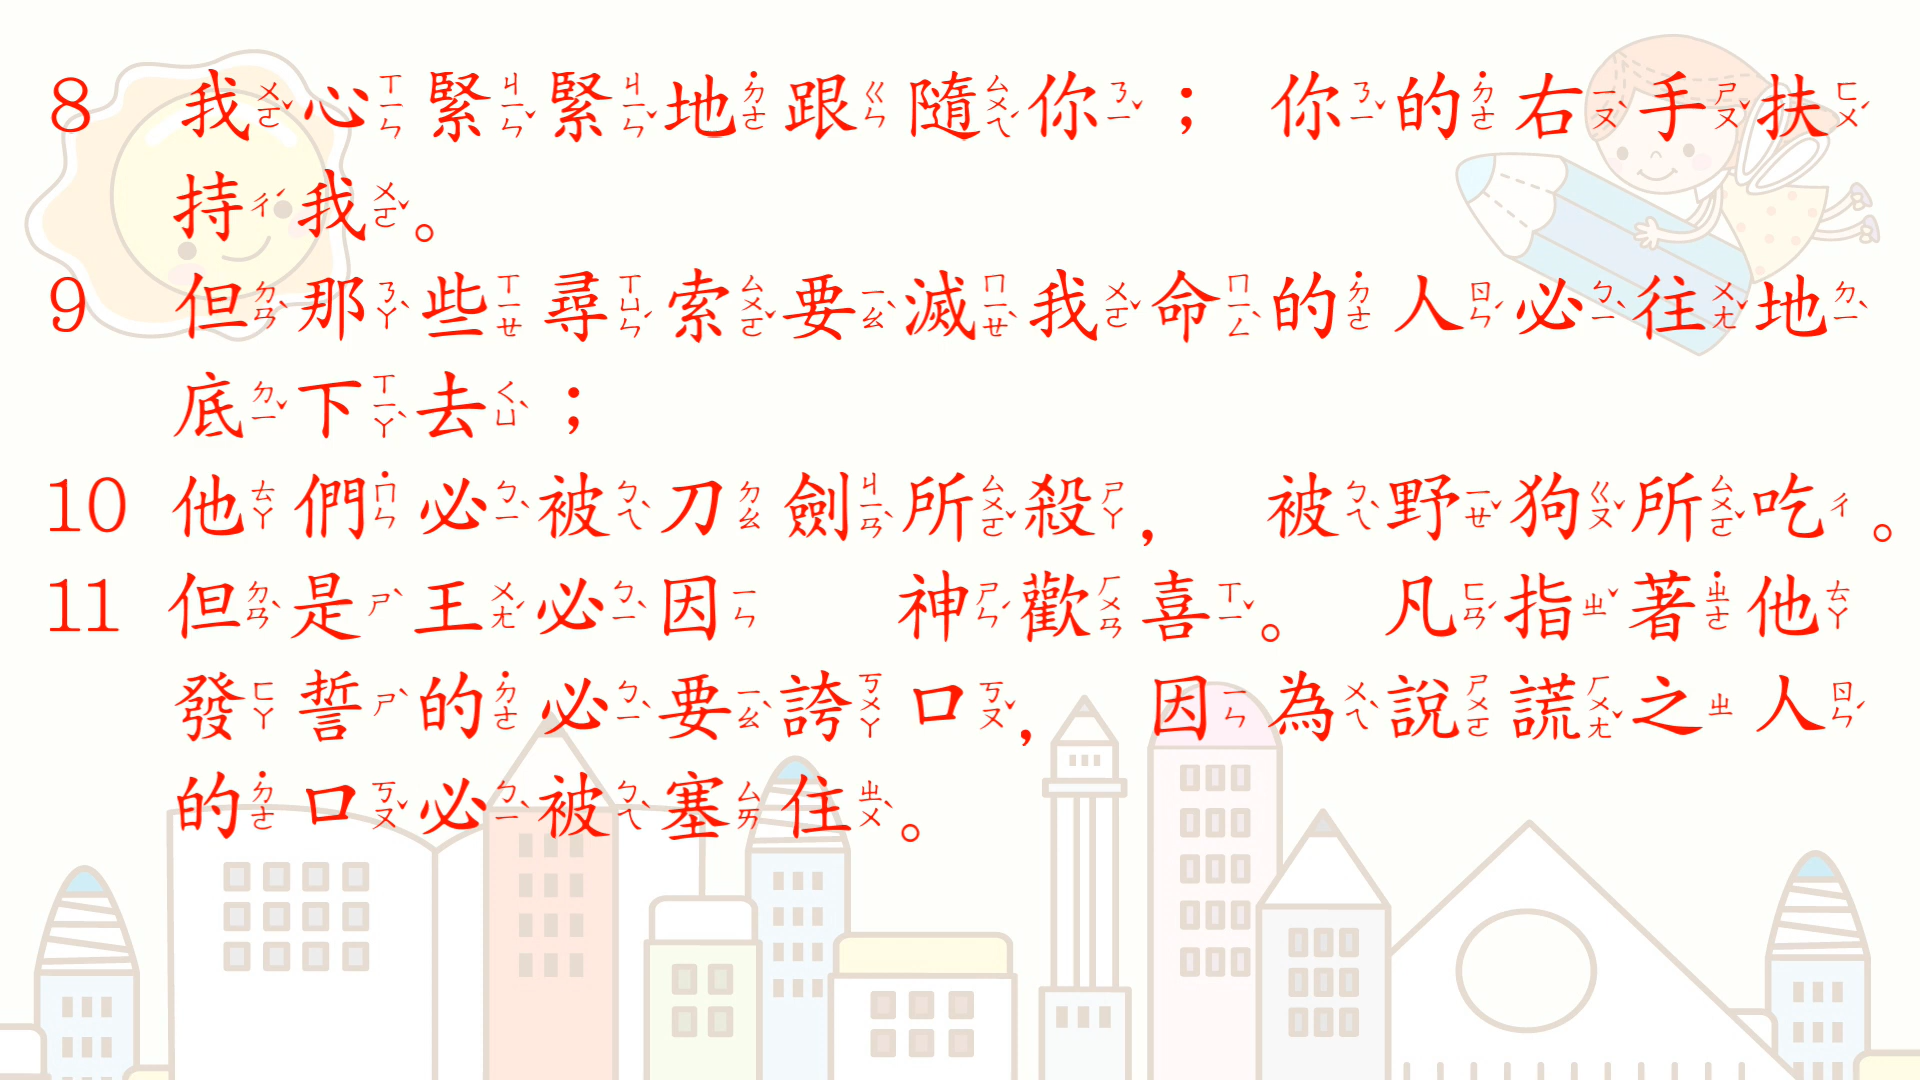 8 我心緊緊地跟隨你； 你的右手扶
持我。
9 但那些尋索要滅我命的人必往地
底下去；
10 他們必被刀劍所殺， 被野狗所吃。
11 但是王必因 神歡喜。 凡指著他
發誓的必要誇口， 因為說謊之人
的口必被塞住。